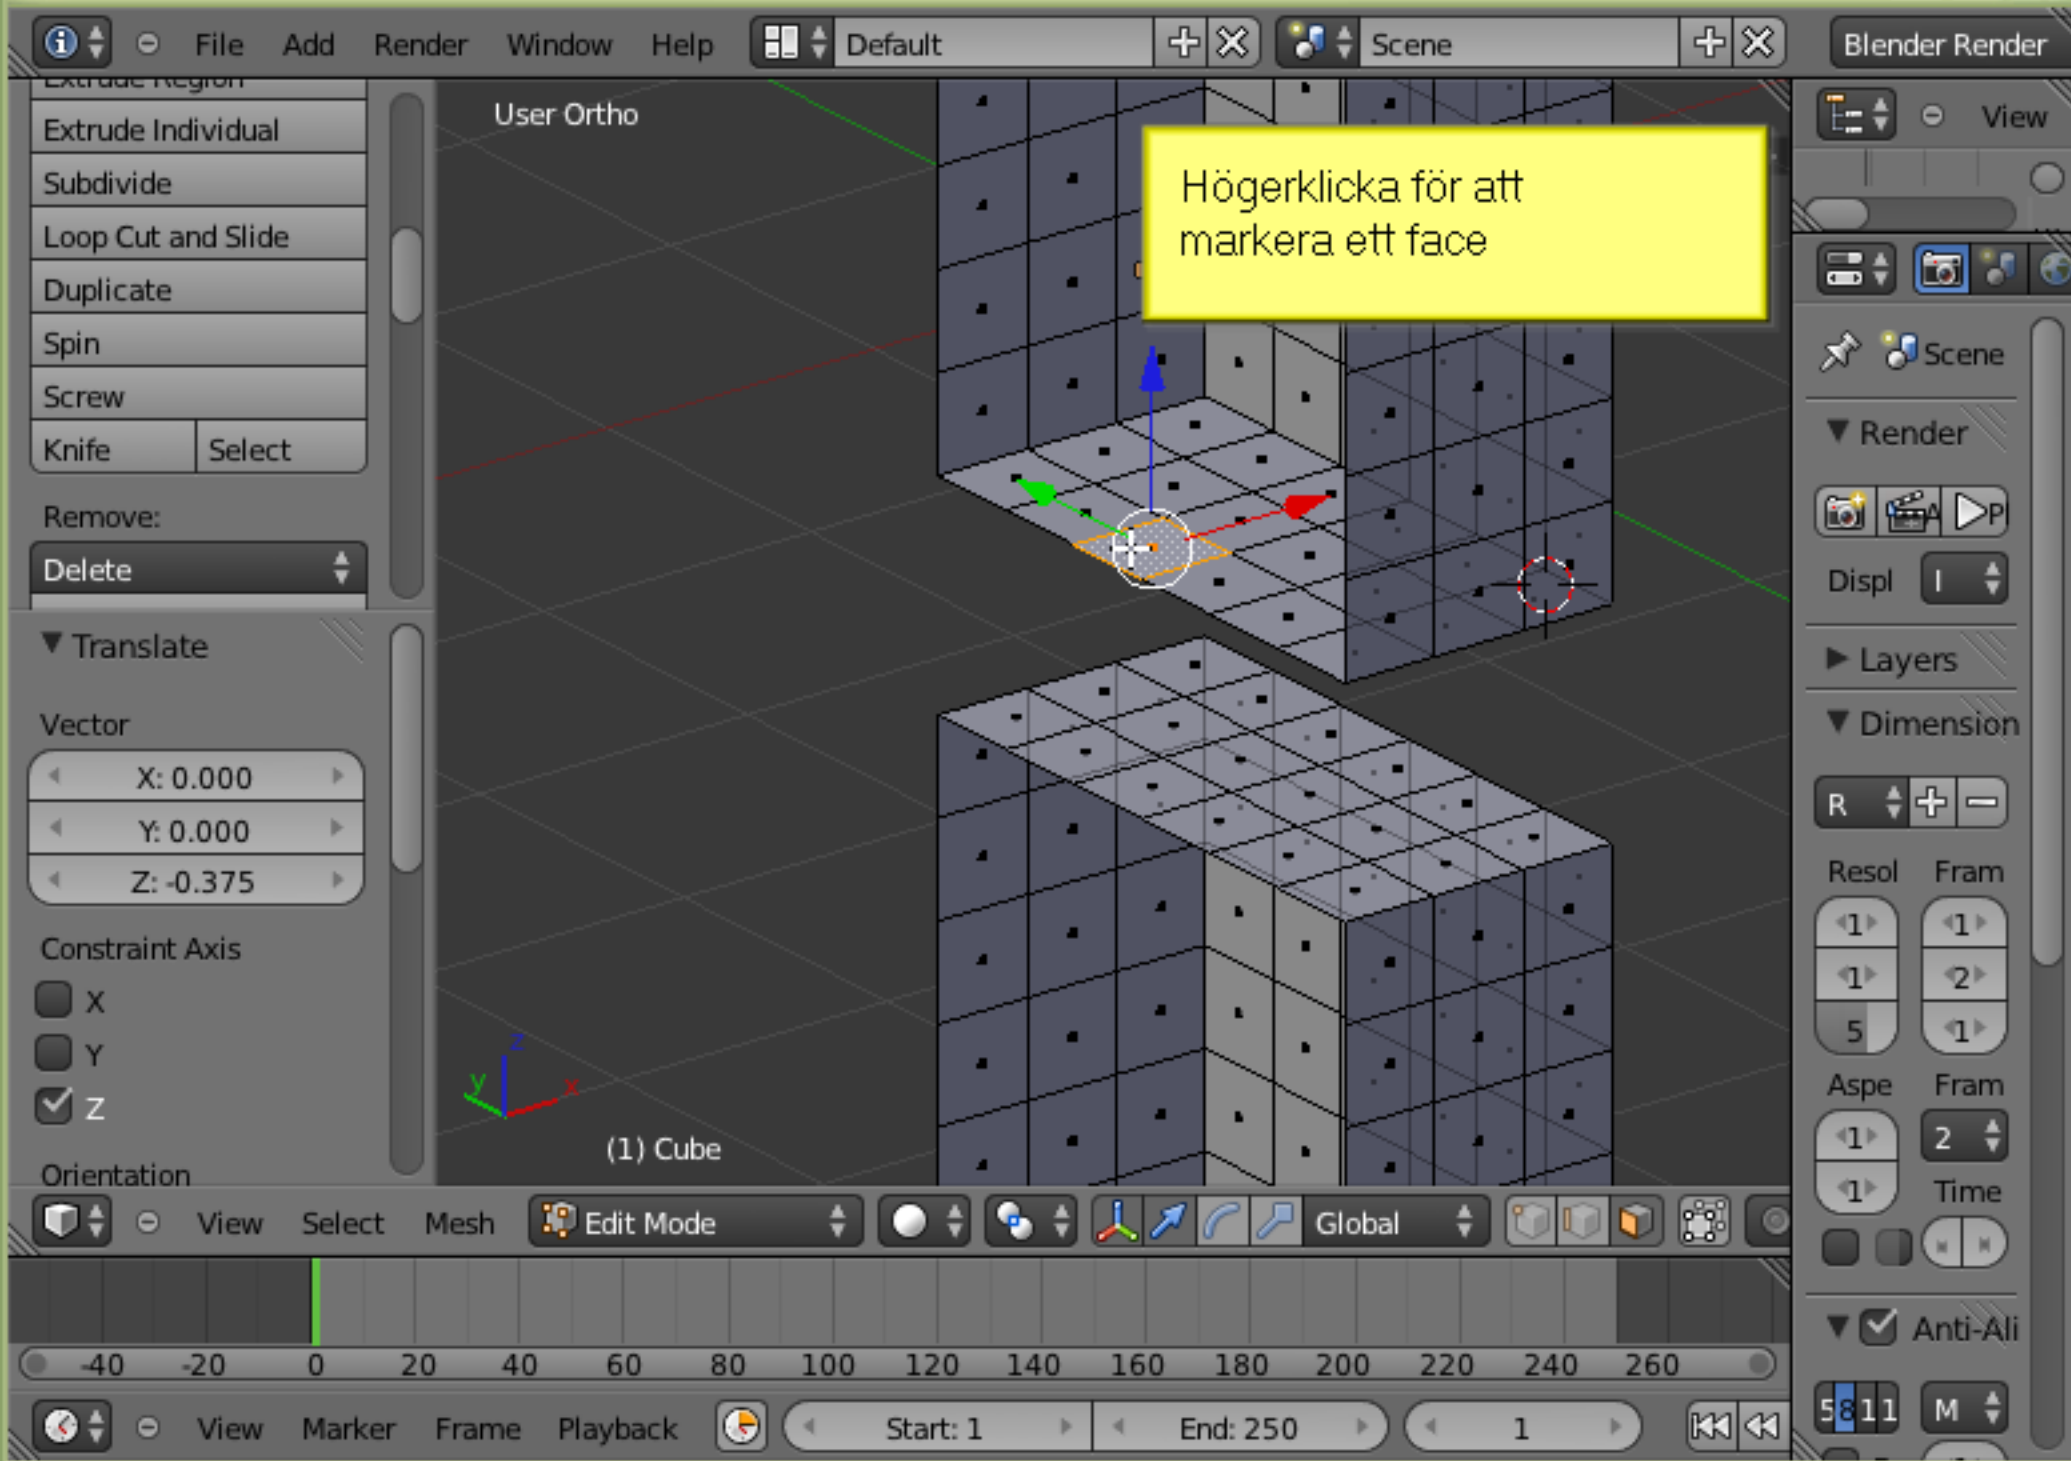 File Add Render Window Help Default Scene Blender Render
Extrude Region
Extrude Individual
Subdivide
Loop Cut and Slide
Duplicate
Spin
Screw
Knife Select
Remove:
Delete
Translate
Vector
X: 0.000
Y: 0.000
Z: -0.375
Constraint Axis
X
Y
Z
Orientation
User Ortho
Högerklicka för att
markera ett face
z
y x
(1) Cube
View
Scene
Render
P
Displ I
Layers
Dimension
R
Resol Fram
1 1
1 2
5 1
Aspe Fram
1 2
1 Time
Anti-Ali
5 8 11 M
View Select Mesh Edit Mode Global
-40 -20 0 20 40 60 80 100 120 140 160 180 200 220 240 260
View Marker Frame Playback Start: 1 End: 250 1